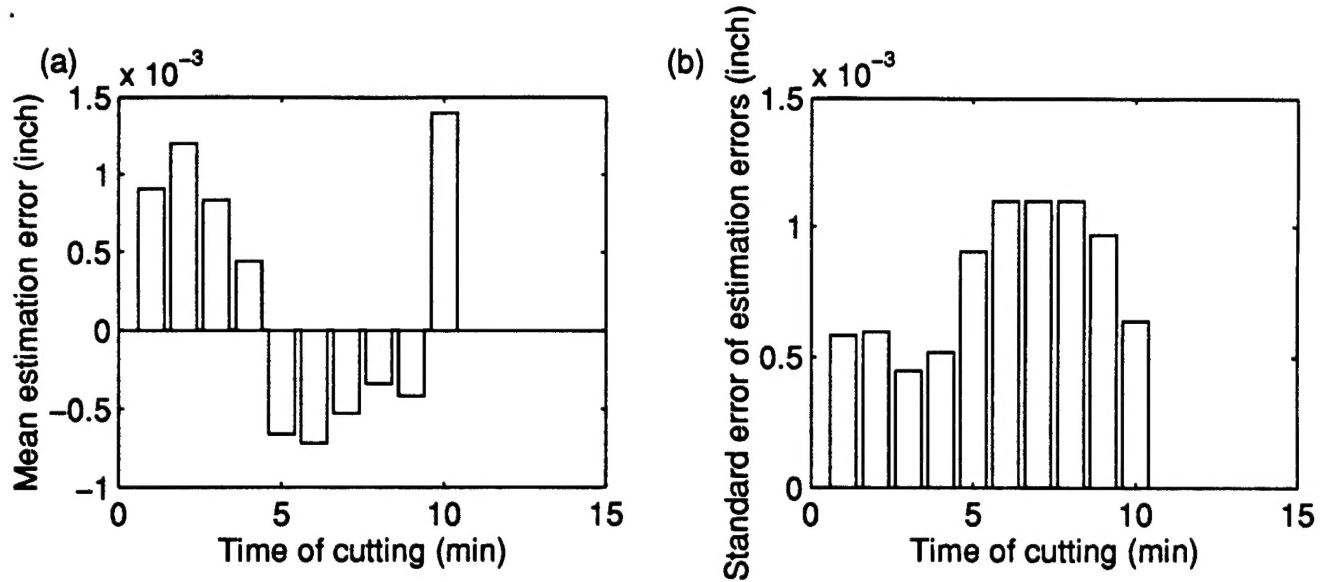 (a)
x 10⁻³
1.5
1
0.5
0
−0.5
−1
0 5 10 15
Mean estimation error (inch)
Time of cutting (min)
(b)
x 10⁻³
1.5
1
0.5
0
0 5 10 15
Standard error of estimation errors (inch)
Time of cutting (min)